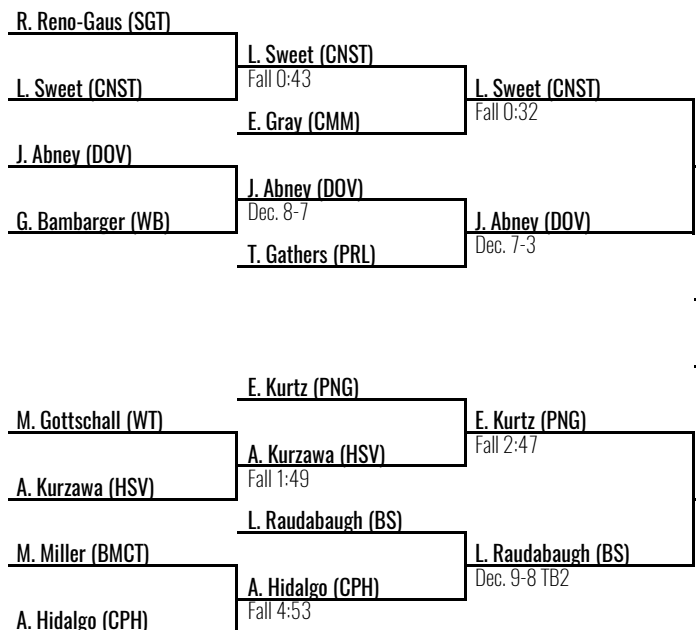 R. Reno-Gaus (SGT)
L. Sweet (CNST)
Fall 0:43
L. Sweet (CNST)
L. Sweet (CNST)
Fall 0:32
E. Gray (CMM)
J. Abney (DOV)
J. Abney (DOV)
Dec. 8-7
G. Bambarger (WB)
J. Abney (DOV)
Dec. 7-3
T. Gathers (PRL)
E. Kurtz (PNG)
M. Gottschall (WT)
E. Kurtz (PNG)
Fall 2:47
A. Kurzawa (HSV)
Fall 1:49
A. Kurzawa (HSV)
L. Raudabaugh (BS)
M. Miller (BMCT)
L. Raudabaugh (BS)
Dec. 9-8 TB2
A. Hidalgo (CPH)
Fall 4:53
A. Hidalgo (CPH)